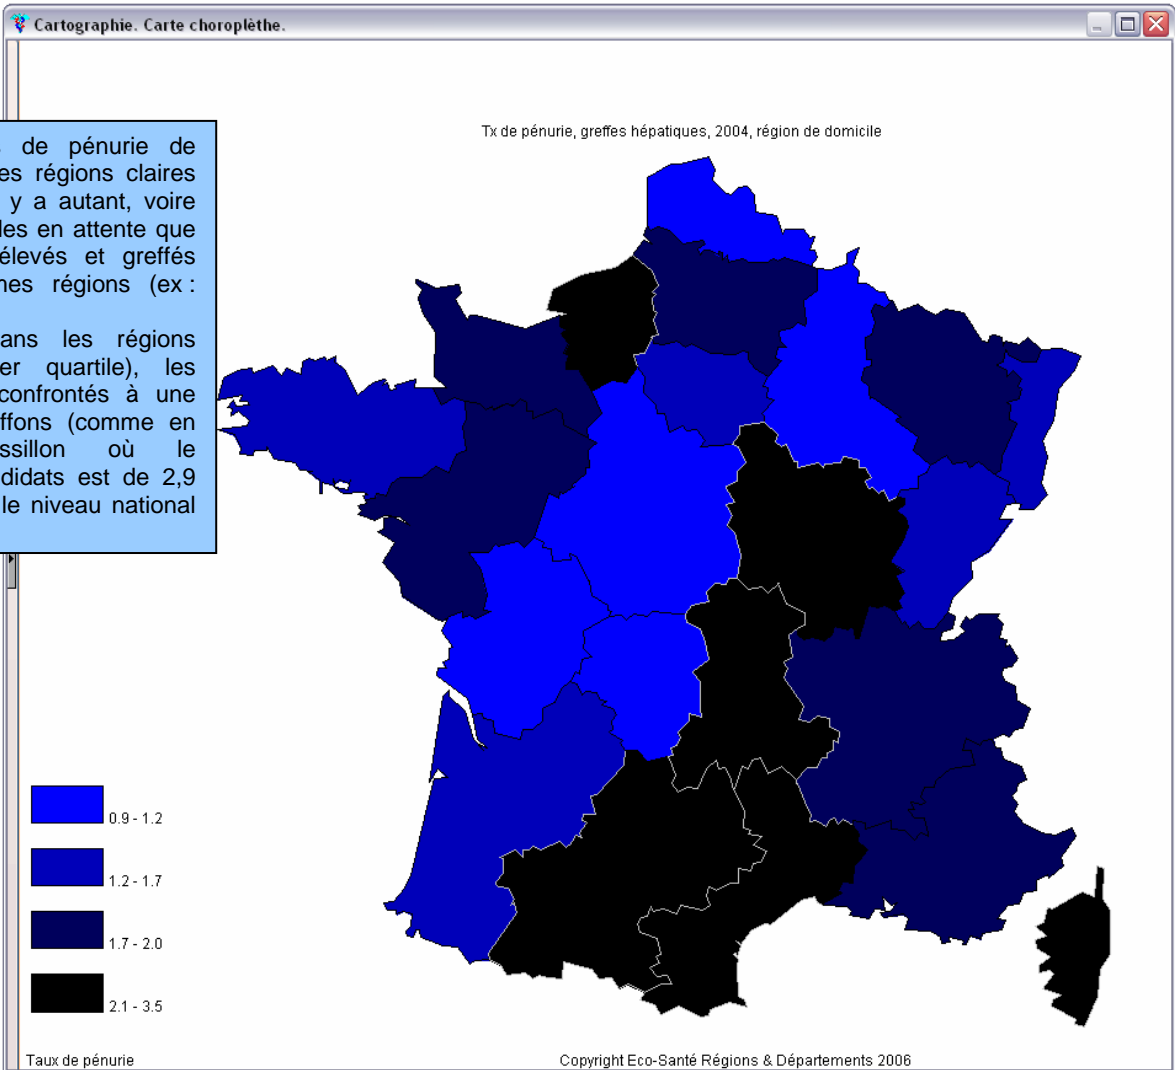 Cartographie. Carte choroplèthe.
Tx de pénurie, greffes hépatiques, 2004, région de domicile
de pénurie de
es régions claires
y a autant, voire
des en attente que
élevés et greffés
mes régions (ex :
ans les régions
er quartile), les
confrontés à une
ffons (comme en
ssillon où le
didats est de 2,9
le niveau national
0.9 - 1.2
1.2 - 1.7
1.7 - 2.0
2.1 - 3.5
Taux de pénurie
Copyright Eco-Santé Régions & Départements 2006